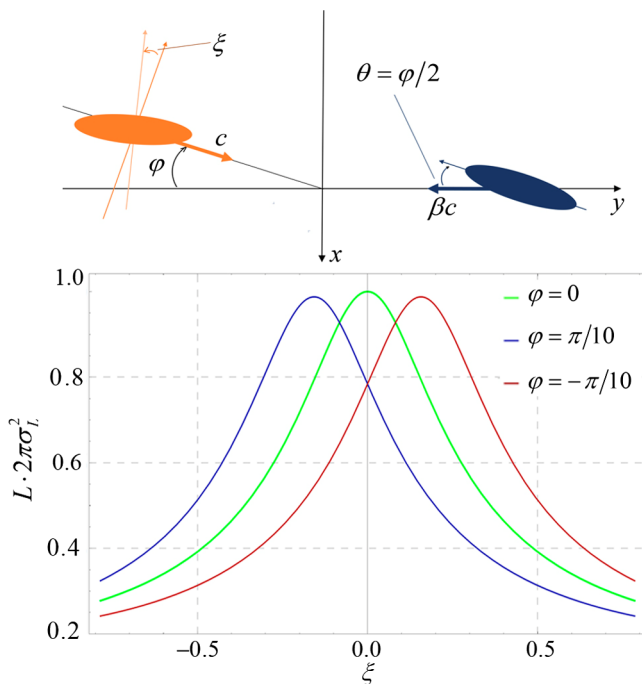 ξ
θ = φ/2
c
φ
βc
y
x
1.0
φ = 0
φ = π/10
0.8
φ = −π/10
L · 2πσ_L^2
0.6
0.4
0.2
−0.5
0.0
0.5
ξ